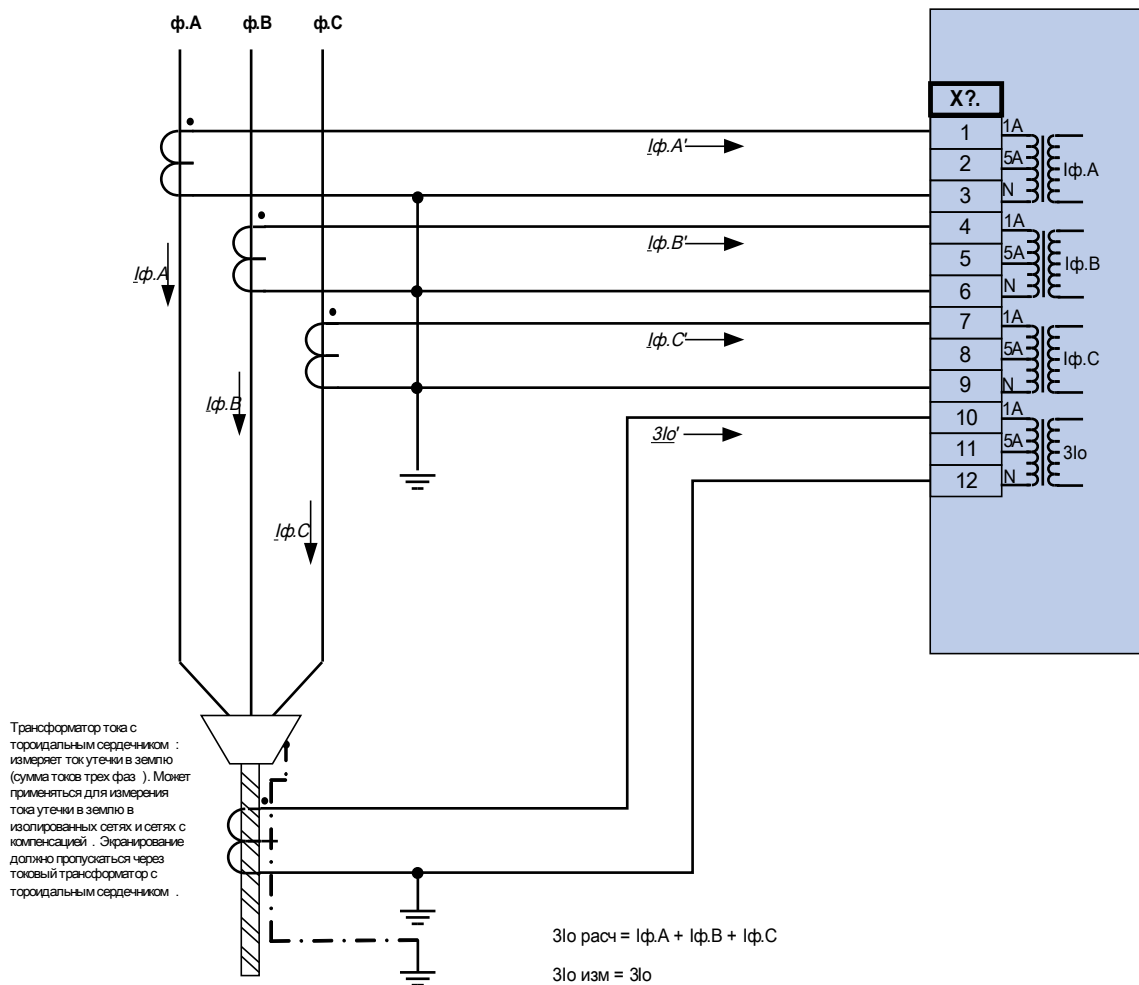 ф.A
ф.B
ф.C
X?.
1
1A
Iф.A'
2
5A
Iф.A
3
N
4
1A
Iф.B'
5
5A
Iф.B
6
N
Iф.A
7
1A
Iф.C'
8
5A
Iф.C
9
N
Iф.B
10
1A
3Io'
11
5A
3Io
12
N
Iф.C
Трансформатор тока с
тороидальным сердечником :
измеряет ток утечки в землю
(сумма токов трех фаз ). Может
применяться для измерения
тока утечки в землю в
изолированных сетях и сетях с
компенсацией . Экранирование
должно пропускаться через
токовый трансформатор с
тороидальным сердечником .
3Io расч = Iф.A + Iф.B + Iф.C
3Io изм = 3Io